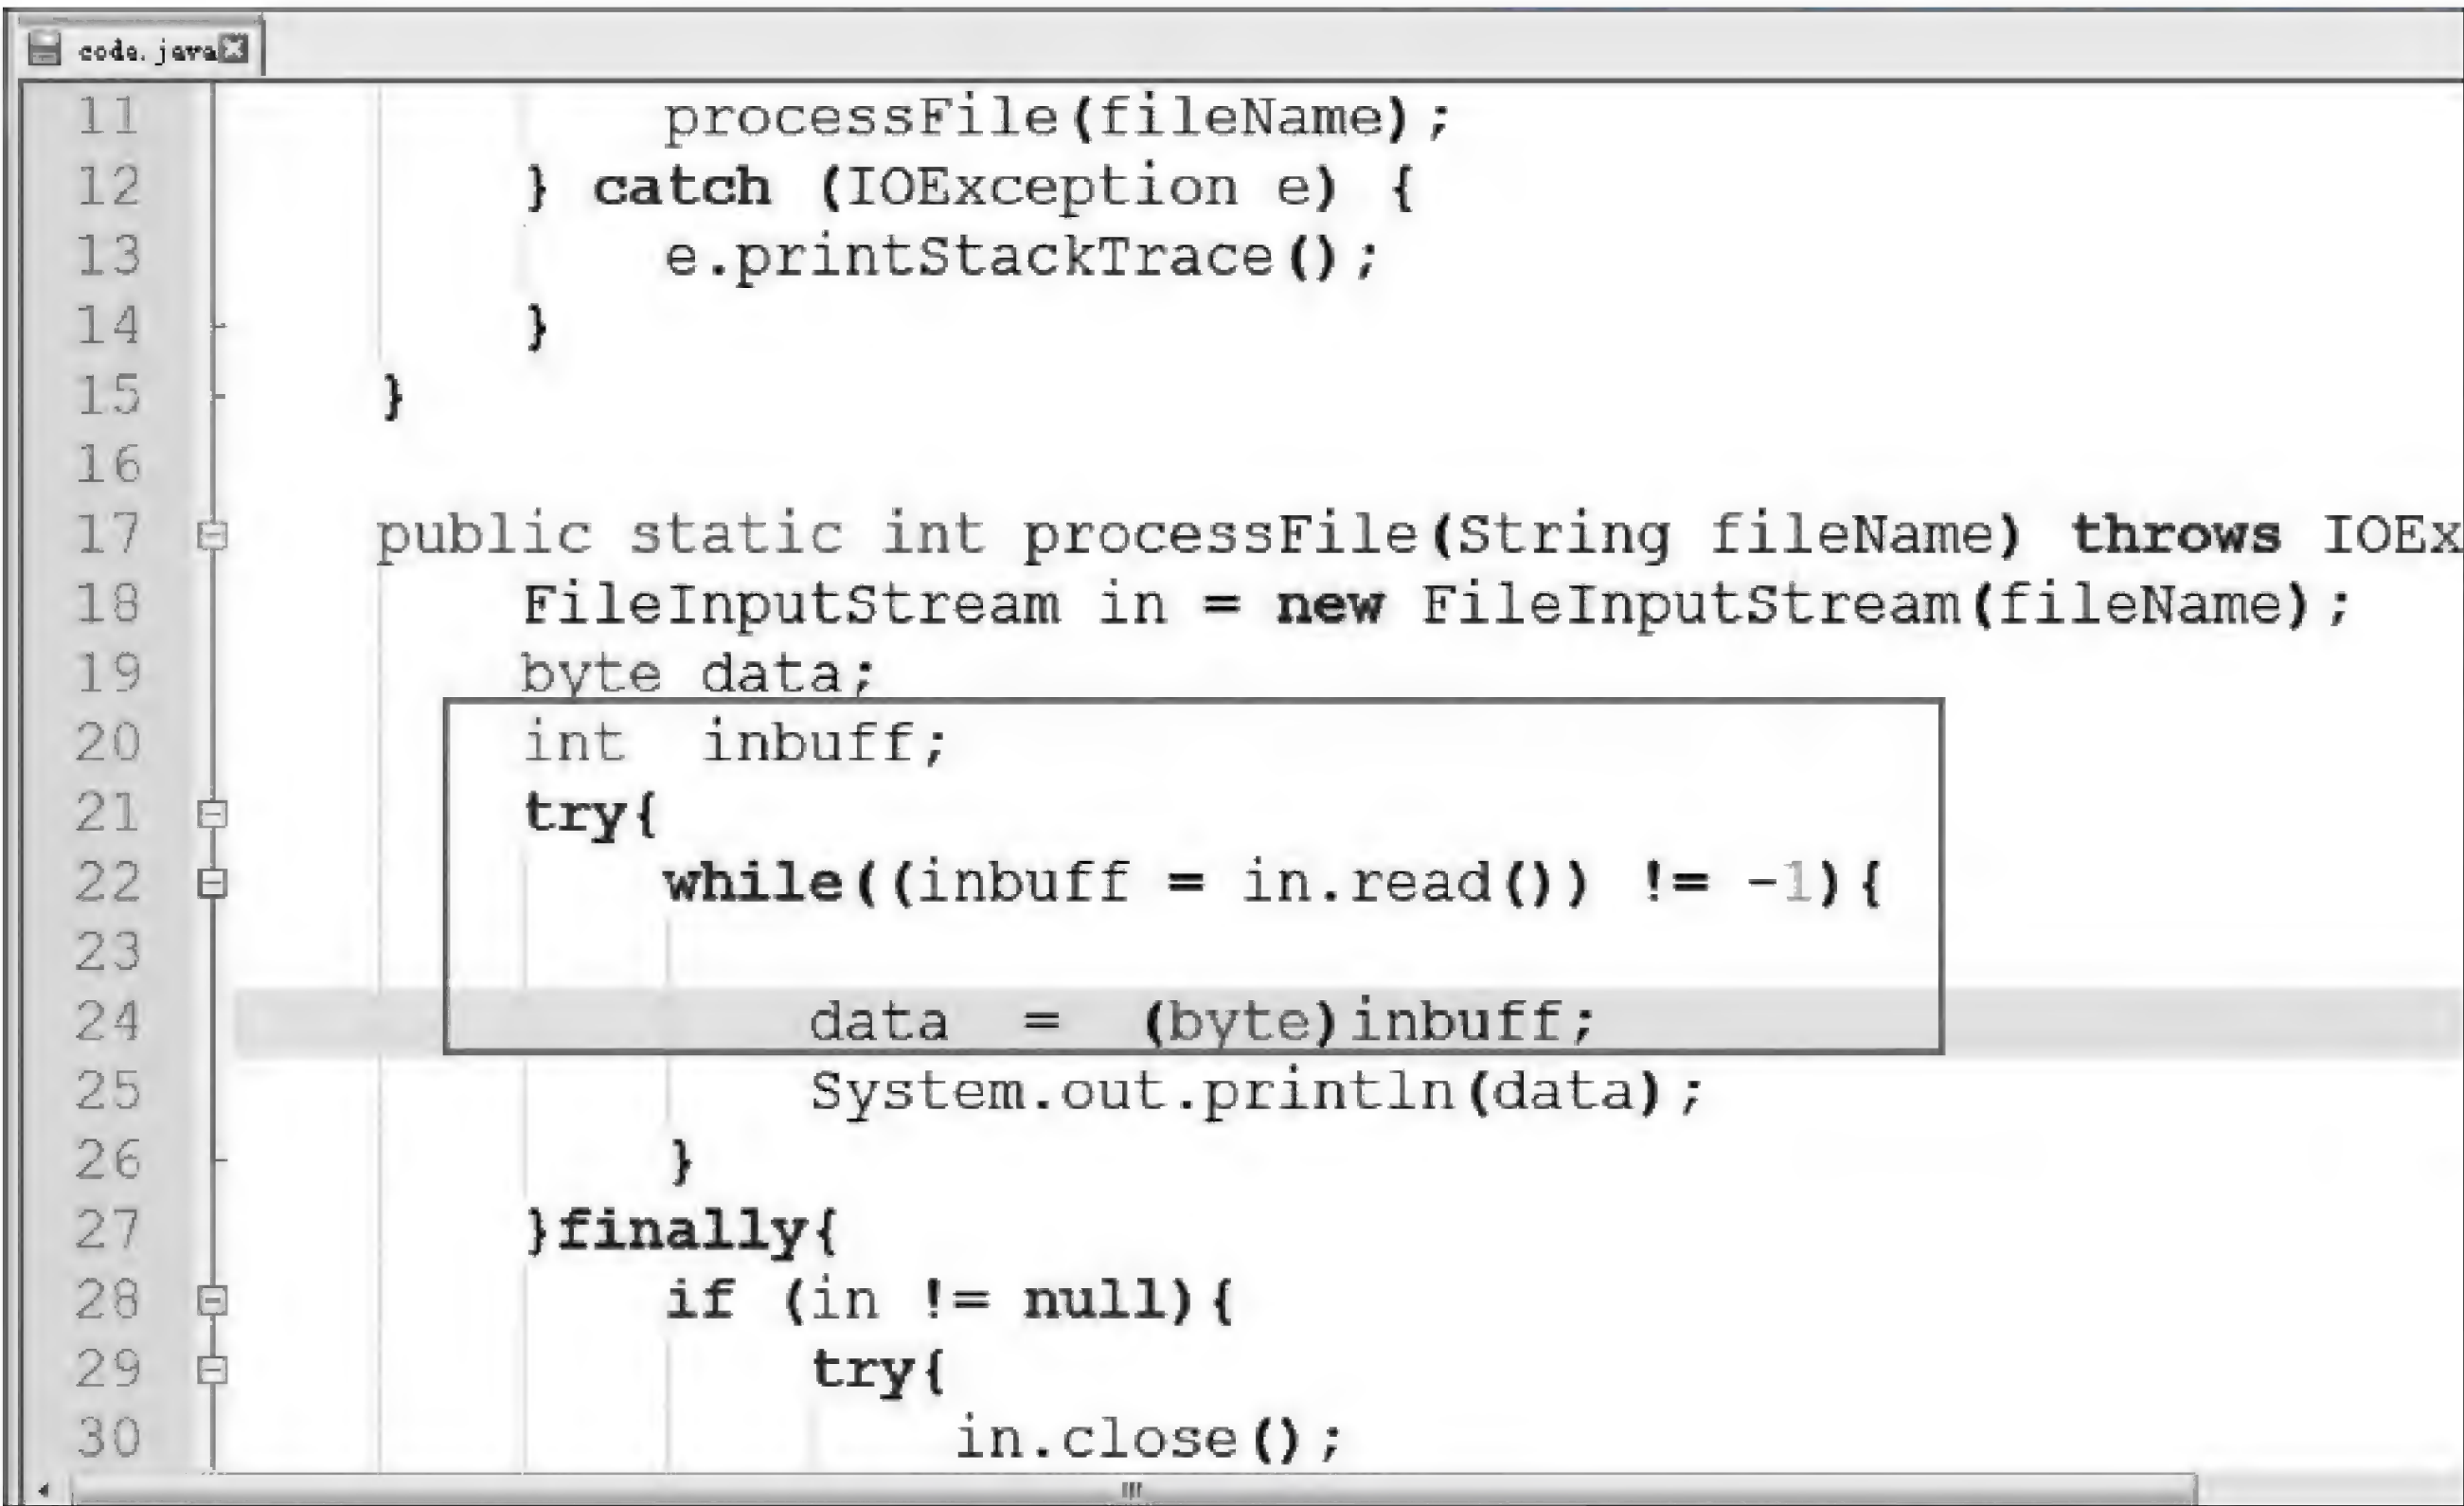 code.java
11 processFile(fileName);
12 } catch (IOException e) {
13 e.printStackTrace();
14 }
15 }
16
17 public static int processFile(String fileName) throws IOEx
18 FileInputStream in = new FileInputStream(fileName);
19 byte data;
20 int  inbuff;
21 try{
22 while((inbuff = in.read()) != -1){
23
24 data  =  (byte)inbuff;
25 System.out.println(data);
26 }
27 }finally{
28 if (in != null){
29 try{
30 in.close();